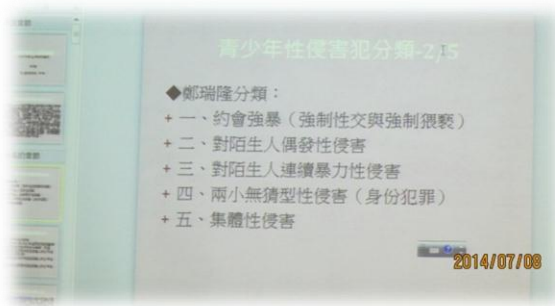 青少年性侵害犯分類-2/5
◆鄭瑞隆分類：
+ 一、約會強暴（強制性交與強制猥褻）
+ 二、對陌生人偶發性侵害
+ 三、對陌生人連續暴力性侵害
+ 四、兩小無猜型性侵害（身份犯罪）
+ 五、集體性侵害
2014/07/08